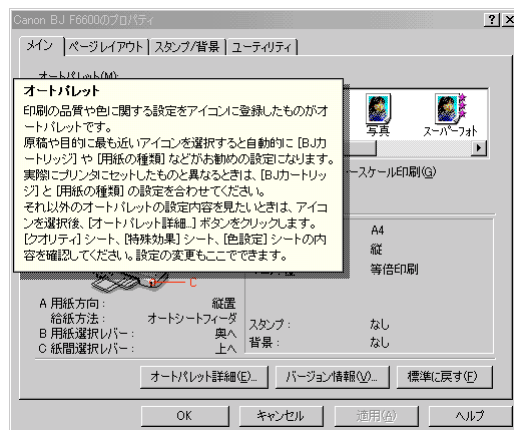 Canon BJ F6600のプロパティ
メイン ページレイアウト スタンプ/背景 ユーティリティ
オートパレット(M):
オートパレット
印刷の品質や色に関する設定をアイコンに登録したものがオ
ートパレットです。
原稿や目的に最も近いアイコンを選択すると自動的に [BJカ
ートリッジ] や [用紙の種類] などがお勧めの設定になります。
実際にプリンタにセットしたものと異なるときは、[BJカートリッ
ジ] と [用紙の種類] の設定を合わせてください。
それ以外のオートパレットの設定内容を見たいときは、アイコ
ンを選択後、[オートパレット詳細...] ボタンをクリックします。
[クオリティ] シート、[特殊効果] シート、[色設定] シートの内
容を確認してください。設定の変更もここでできます。
写真 スーパーフォト
ースケール印刷(G)
A4
縦
等倍印刷
C
A 用紙方向 : 縦置
給紙方法 : オートシートフィーダ
B 用紙選択レバー : 奥へ
C 紙間選択レバー : 上へ
スタンプ : なし
背景 : なし
オートパレット詳細(E)... バージョン情報(V)... 標準に戻す(F)
OK キャンセル 適用(A) ヘルプ